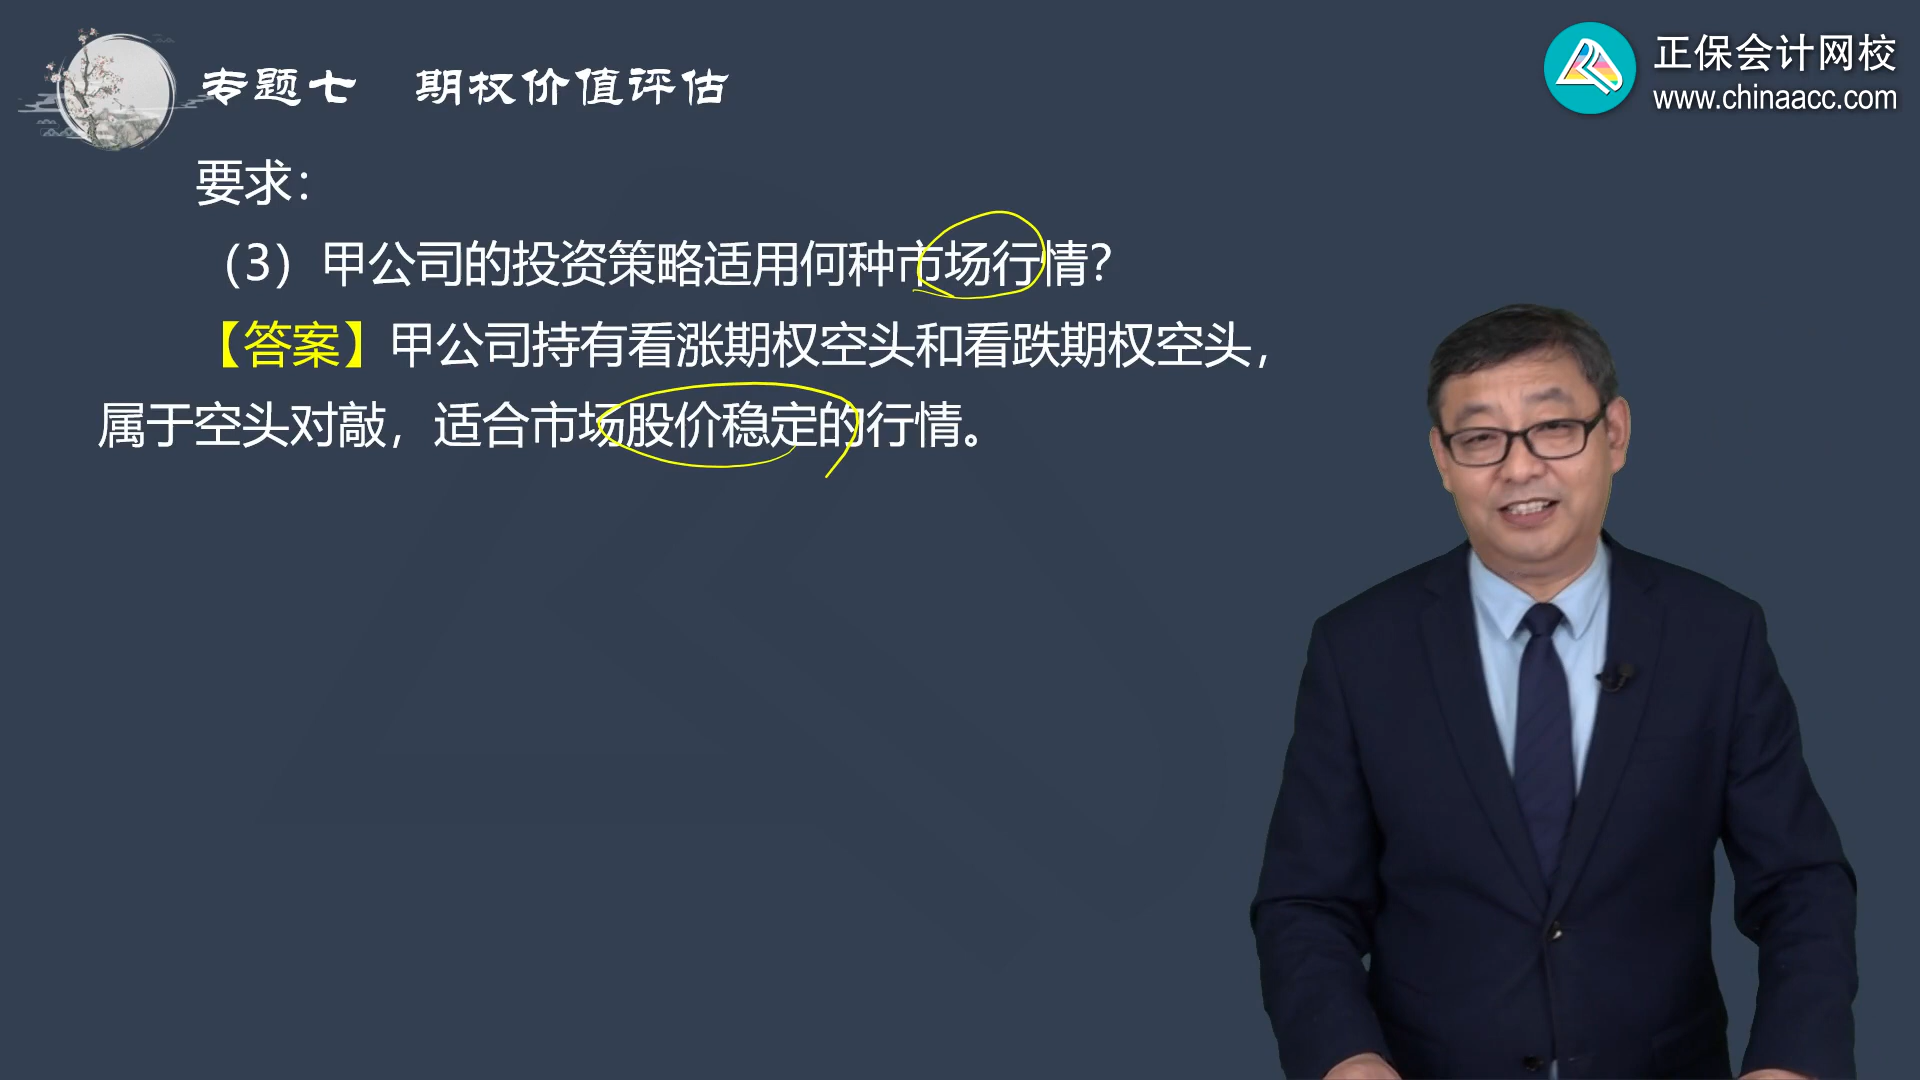 专题七 期权价值评估
正保会计网校
www.chinaacc.com
要求：
（3）甲公司的投资策略适用何种市场行情？
【答案】甲公司持有看涨期权空头和看跌期权空头，
属于空头对敲，适合市场股价稳定的行情。